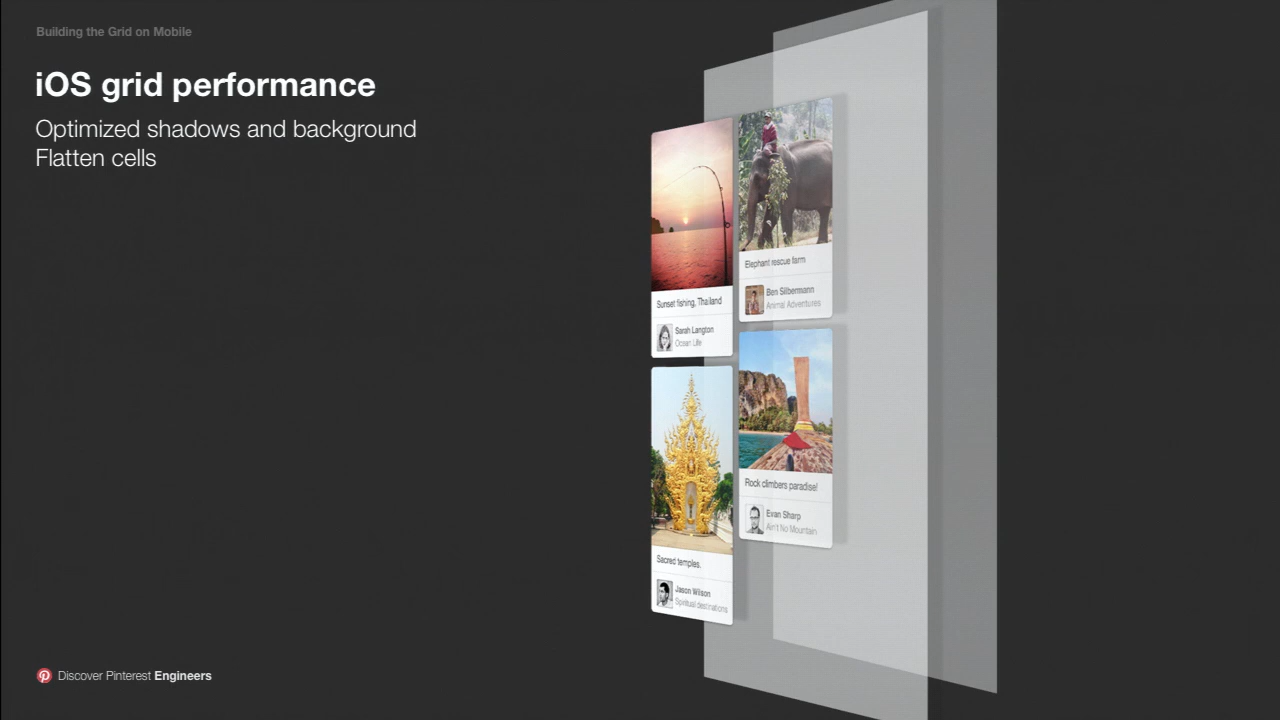 Building the Grid on Mobile
iOS grid performance
Optimized shadows and background
Flatten cells
Sunset fishing, Thailand
Sarah Langton
Ocean Life
Elephant rescue farm
Ben Silbermann
Animal Adventures
Sacred temples.
Jason Wilson
Spiritual destinations
Rock climbers paradise!
Evan Sharp
Ain't No Mountain
Discover Pinterest Engineers